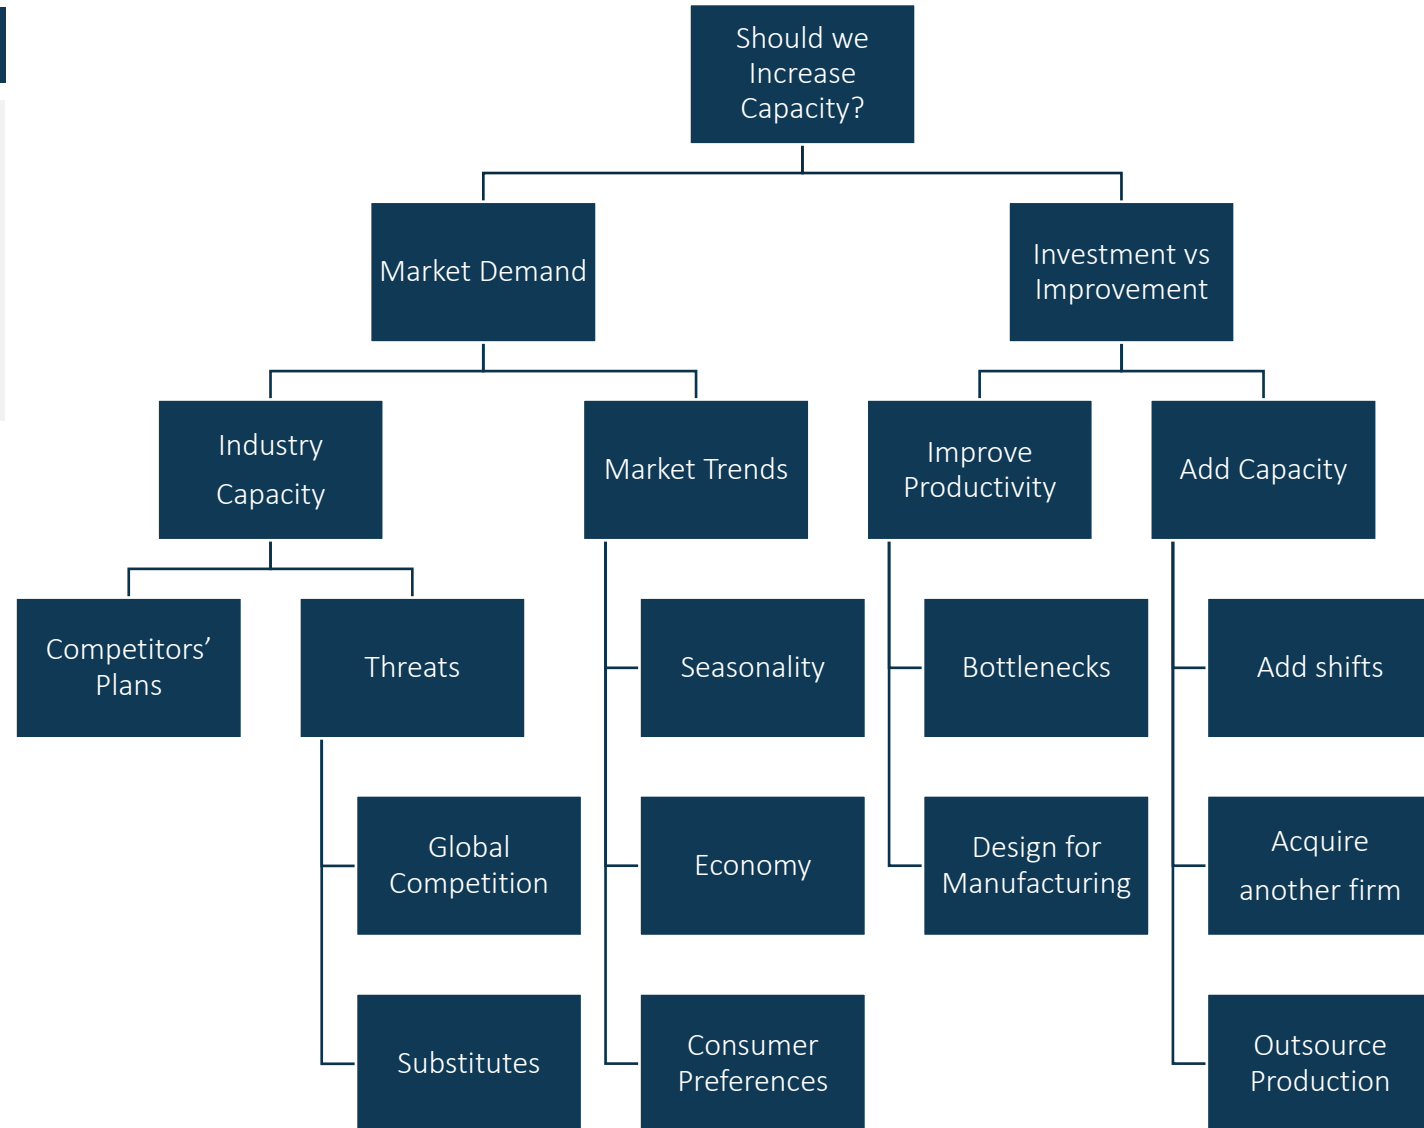 Should we
Increase
Capacity?
Market Demand
Investment vs
Improvement
Industry
Capacity
Market Trends
Improve
Productivity
Add Capacity
Competitors’
Plans
Threats
Seasonality
Bottlenecks
Add shifts
Global
Competition
Economy
Design for
Manufacturing
Acquire
another firm
Substitutes
Consumer
Preferences
Outsource
Production